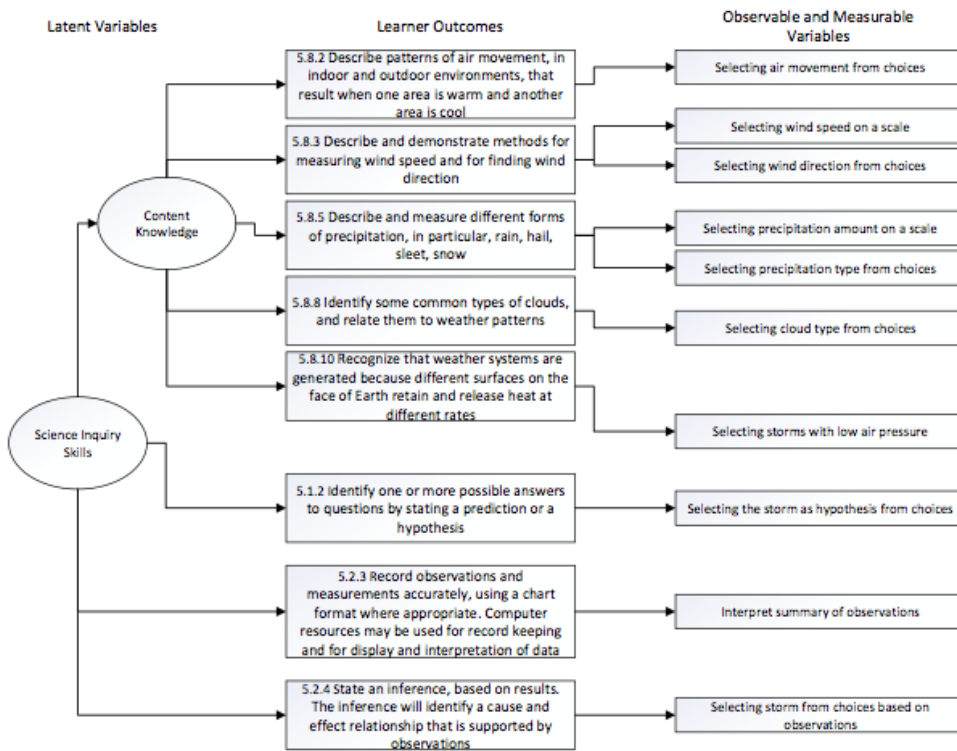 Latent Variables
Learner Outcomes
Observable and Measurable
Variables
5.8.2 Describe patterns of air movement, in
indoor and outdoor environments, that
result when one area is warm and another
area is cool
Selecting air movement from choices
5.8.3 Describe and demonstrate methods for
measuring wind speed and for finding wind
direction
Selecting wind speed on a scale
Selecting wind direction from choices
Content
Knowledge
5.8.5 Describe and measure different forms
of precipitation, in particular, rain, hail,
sleet, snow
Selecting precipitation amount on a scale
Selecting precipitation type from choices
5.8.8 Identify some common types of clouds,
and relate them to weather patterns
Selecting cloud type from choices
5.8.10 Recognize that weather systems are
generated because different surfaces on the
face of Earth retain and release heat at
different rates
Selecting storms with low air pressure
Science Inquiry
Skills
5.1.2 Identify one or more possible answers
to questions by stating a prediction or a
hypothesis
Selecting the storm as hypothesis from choices
5.2.3 Record observations and
measurements accurately, using a chart
format where appropriate. Computer
resources may be used for record keeping
and for display and interpretation of data
Interpret summary of observations
5.2.4 State an inference, based on results.
The inference will identify a cause and
effect relationship that is supported by
observations
Selecting storm from choices based on
observations